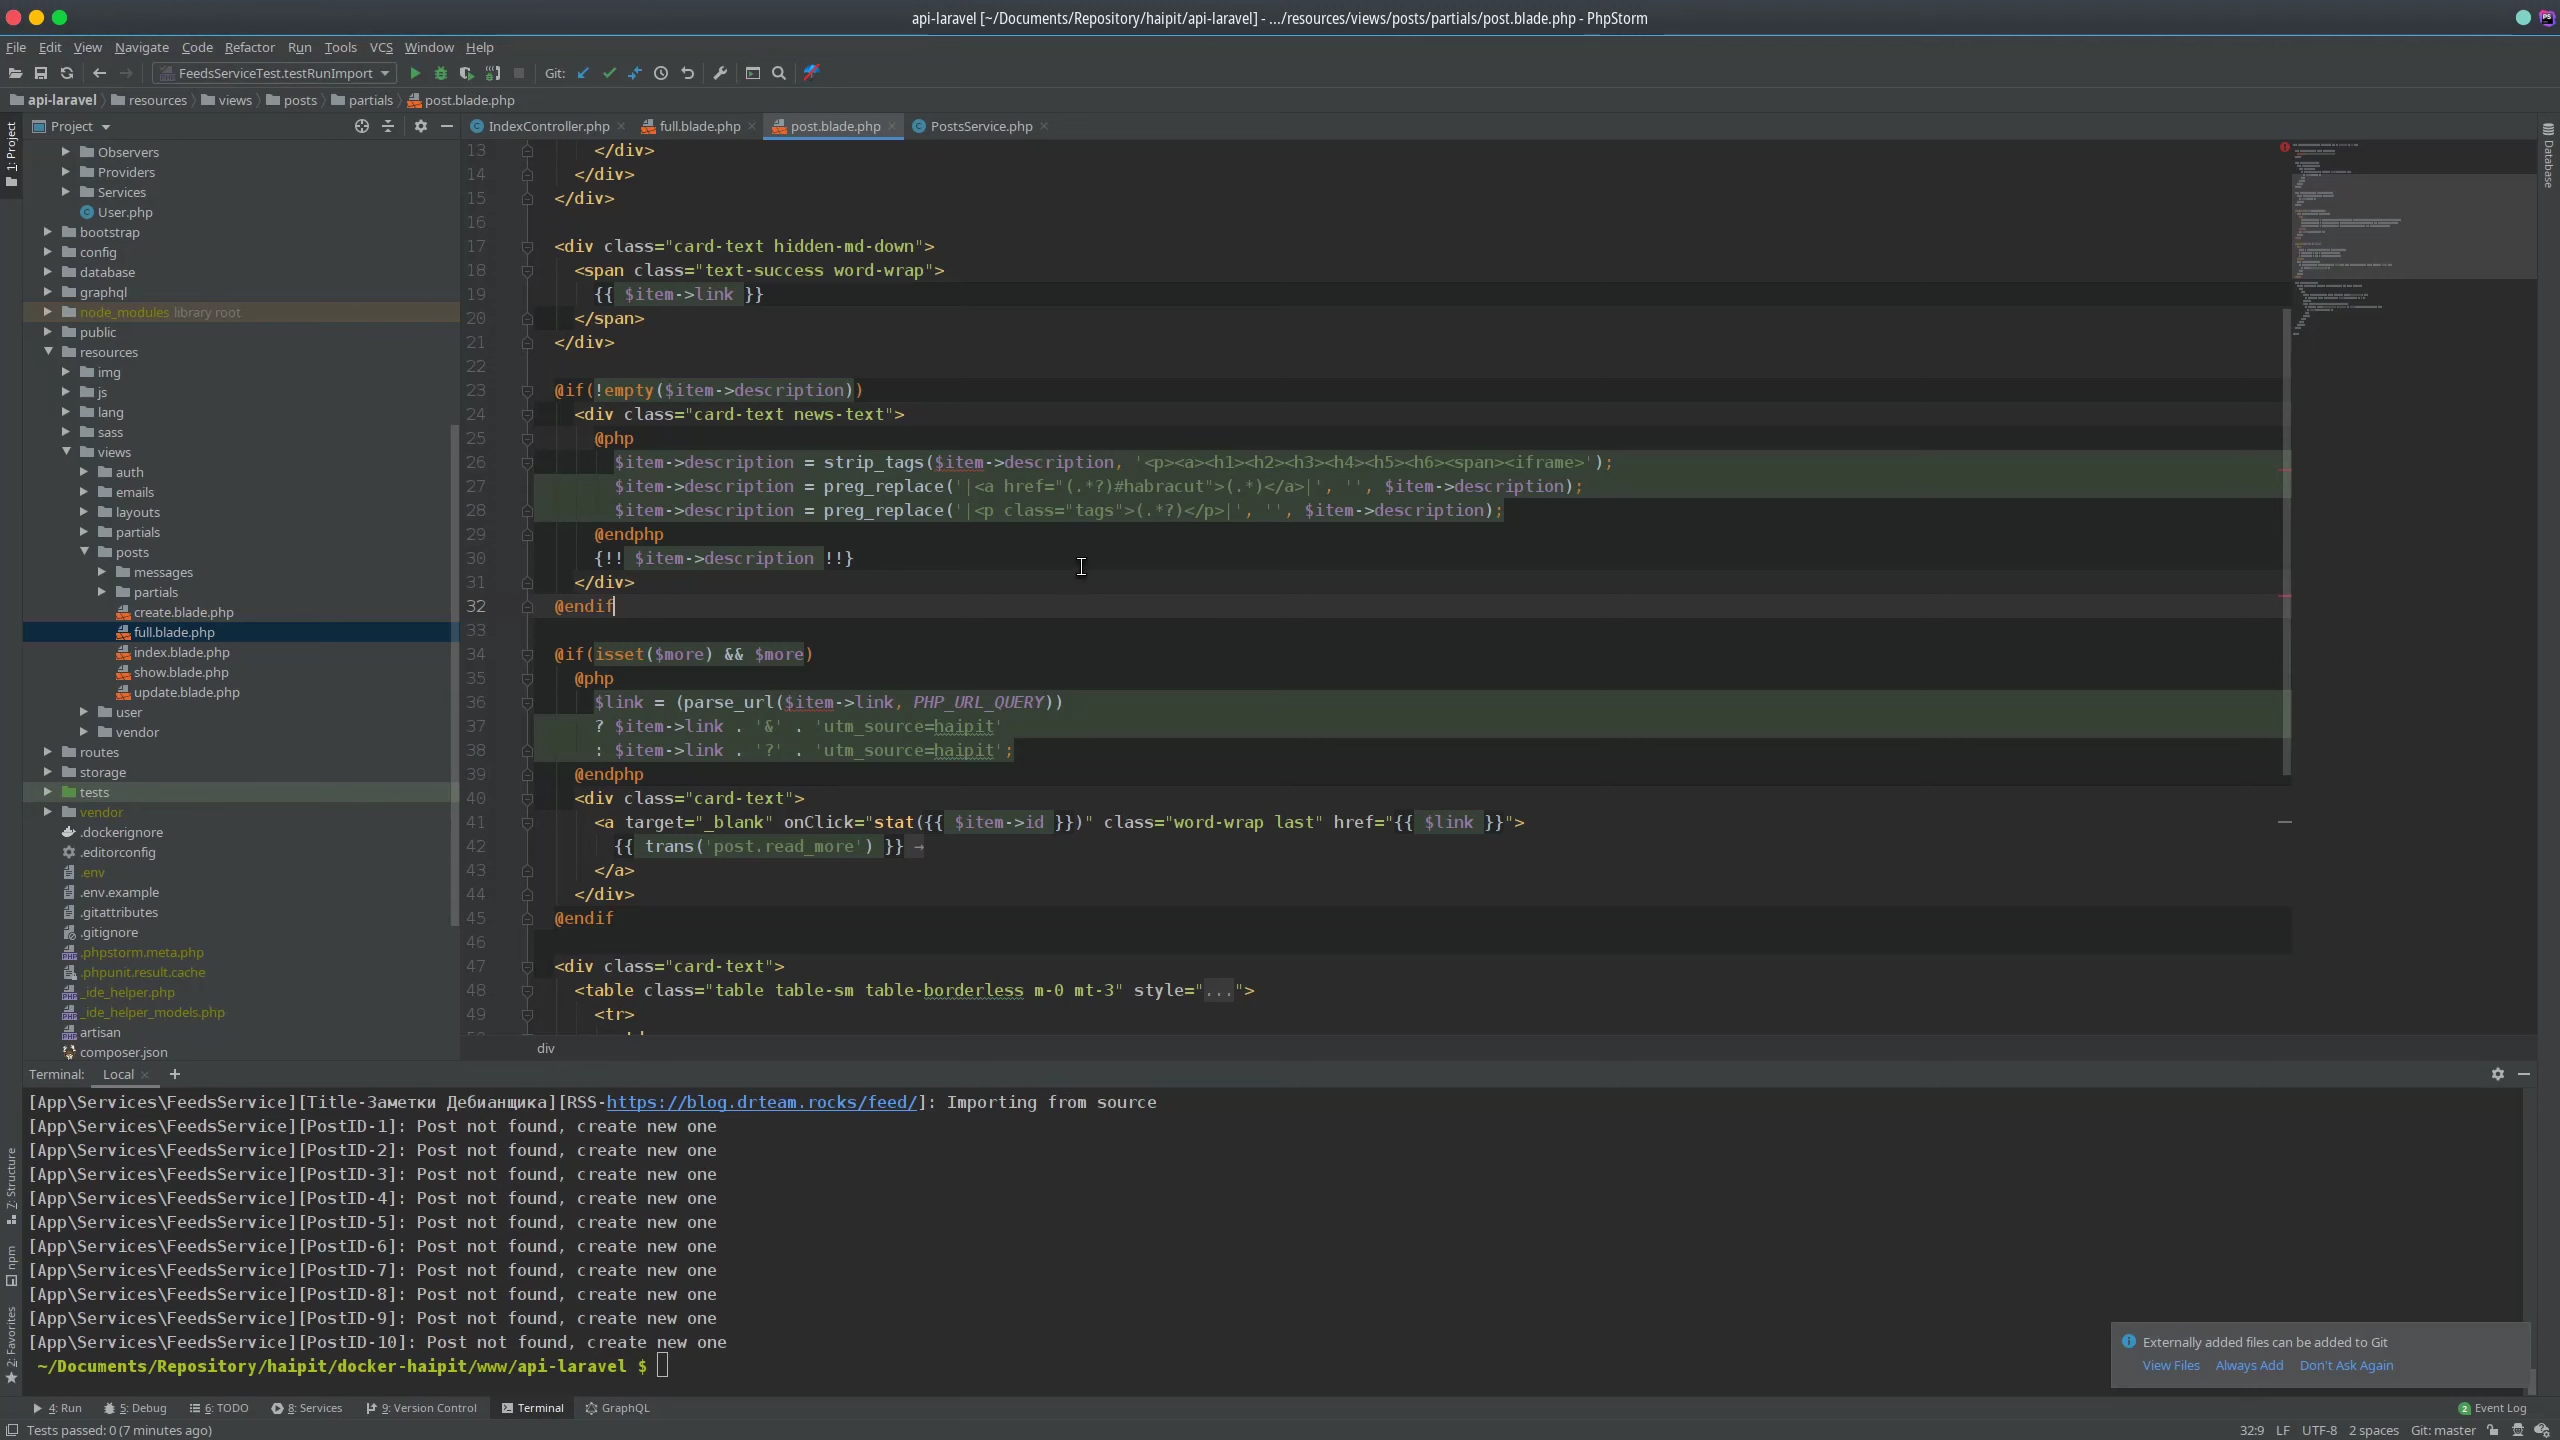 api-laravel [~/Documents/Repository/haipit/api-laravel] - .../resources/views/posts/partials/post.blade.php - PhpStorm
File Edit View Navigate Code Refactor Run Tools VCS Window Help
FeedsServiceTest.testRunImport Git:
api-laravel resources views posts partials post.blade.php
Project
IndexController.php full.blade.php post.blade.php PostsService.php
1: Project
Database
Observers
Providers
Services
User.php
bootstrap
config
database
graphql
node_modules library root
public
resources
img
js
lang
sass
views
auth
emails
layouts
partials
posts
messages
partials
create.blade.php
full.blade.php
index.blade.php
show.blade.php
update.blade.php
user
vendor
routes
storage
tests
vendor
.dockerignore
.editorconfig
.env
.env.example
.gitattributes
.gitignore
.phpstorm.meta.php
.phpunit.result.cache
_ide_helper.php
_ide_helper_models.php
artisan
composer.json
13 </div>
14 </div>
15 </div>
16
17 <div class="card-text hidden-md-down">
18 <span class="text-success word-wrap">
19 {{ $item->link }}
20 </span>
21 </div>
22
23 @if(!empty($item->description))
24 <div class="card-text news-text">
25 @php
26 $item->description = strip_tags($item->description, '<p><a><h1><h2><h3><h4><h5><h6><span><iframe>');
27 $item->description = preg_replace('|<a href="(.*?)#habracut">(.*)</a>|', '', $item->description);
28 $item->description = preg_replace('|<p class="tags">(.*?)</p>|', '', $item->description);
29 @endphp
30 {!! $item->description !!}
31 </div>
32 @endif
33
34 @if(isset($more) && $more)
35 @php
36 $link = (parse_url($item->link, PHP_URL_QUERY))
37 ? $item->link . '&' . 'utm_source=haipit'
38 : $item->link . '?' . 'utm_source=haipit';
39 @endphp
40 <div class="card-text">
41 <a target="_blank" onClick="stat({{ $item->id }})" class="word-wrap last" href="{{ $link }}">
42 {{ trans('post.read_more') }} →
43 </a>
44 </div>
45 @endif
46
47 <div class="card-text">
48 <table class="table table-sm table-borderless m-0 mt-3" style="...">
49 <tr>
div
Terminal: Local
[App\Services\FeedsService][Title-Заметки Дебианщика][RSS-https://blog.drteam.rocks/feed/]: Importing from source
[App\Services\FeedsService][PostID-1]: Post not found, create new one
[App\Services\FeedsService][PostID-2]: Post not found, create new one
[App\Services\FeedsService][PostID-3]: Post not found, create new one
[App\Services\FeedsService][PostID-4]: Post not found, create new one
[App\Services\FeedsService][PostID-5]: Post not found, create new one
[App\Services\FeedsService][PostID-6]: Post not found, create new one
[App\Services\FeedsService][PostID-7]: Post not found, create new one
[App\Services\FeedsService][PostID-8]: Post not found, create new one
[App\Services\FeedsService][PostID-9]: Post not found, create new one
[App\Services\FeedsService][PostID-10]: Post not found, create new one
~/Documents/Repository/haipit/docker-haipit/www/api-laravel $
7: Structure
npm
2: Favorites
Externally added files can be added to Git
View Files Always Add Don't Ask Again
4: Run 5: Debug 6: TODO 8: Services 9: Version Control Terminal GraphQL 2 Event Log
Tests passed: 0 (7 minutes ago) 32:9 LF UTF-8 2 spaces Git: master